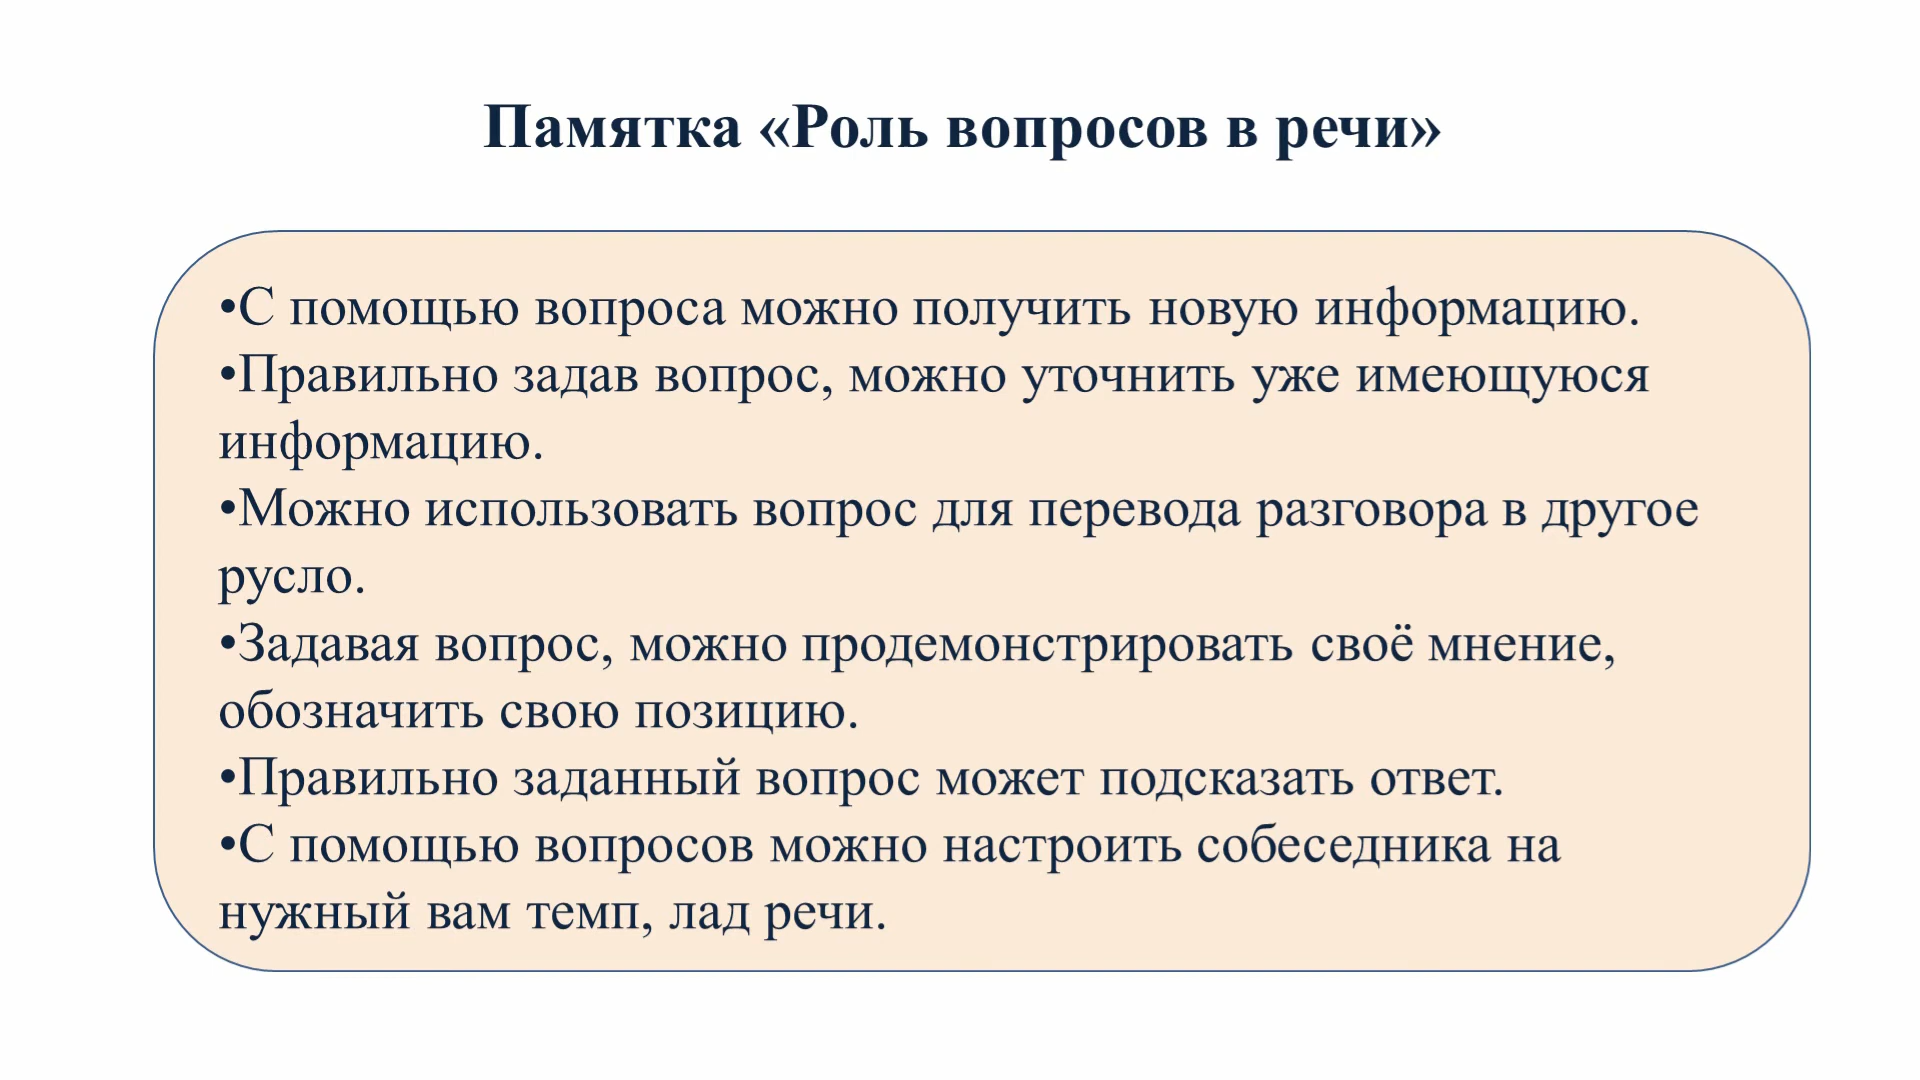 Памятка «Роль вопросов в речи»
•С помощью вопроса можно получить новую информацию.
•Правильно задав вопрос, можно уточнить уже имеющуюся
информацию.
•Можно использовать вопрос для перевода разговора в другое
русло.
•Задавая вопрос, можно продемонстрировать своё мнение,
обозначить свою позицию.
•Правильно заданный вопрос может подсказать ответ.
•С помощью вопросов можно настроить собеседника на
нужный вам темп, лад речи.